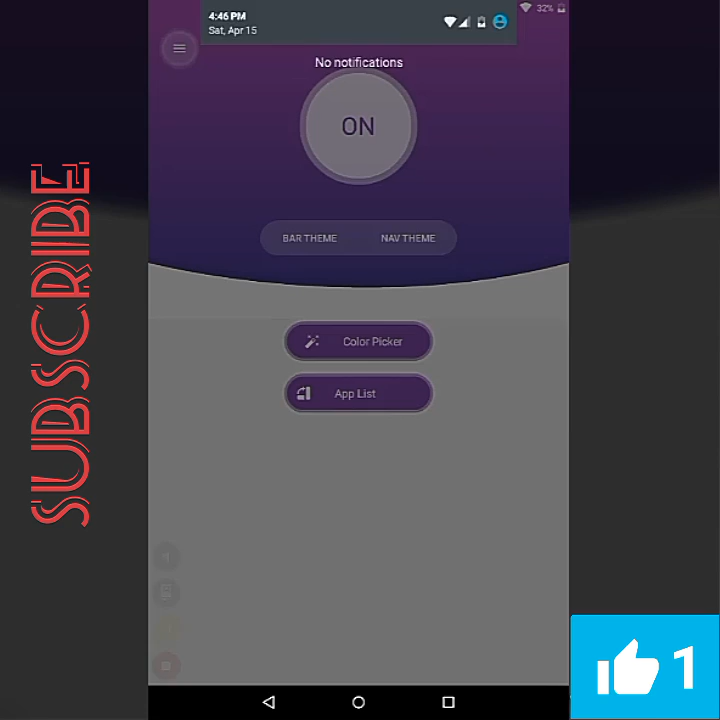 4:46 PM
Sat, Apr 15
32%
No notifications
ON
BAR THEME
NAV THEME
Color Picker
App List
SUBSCRIBE
1